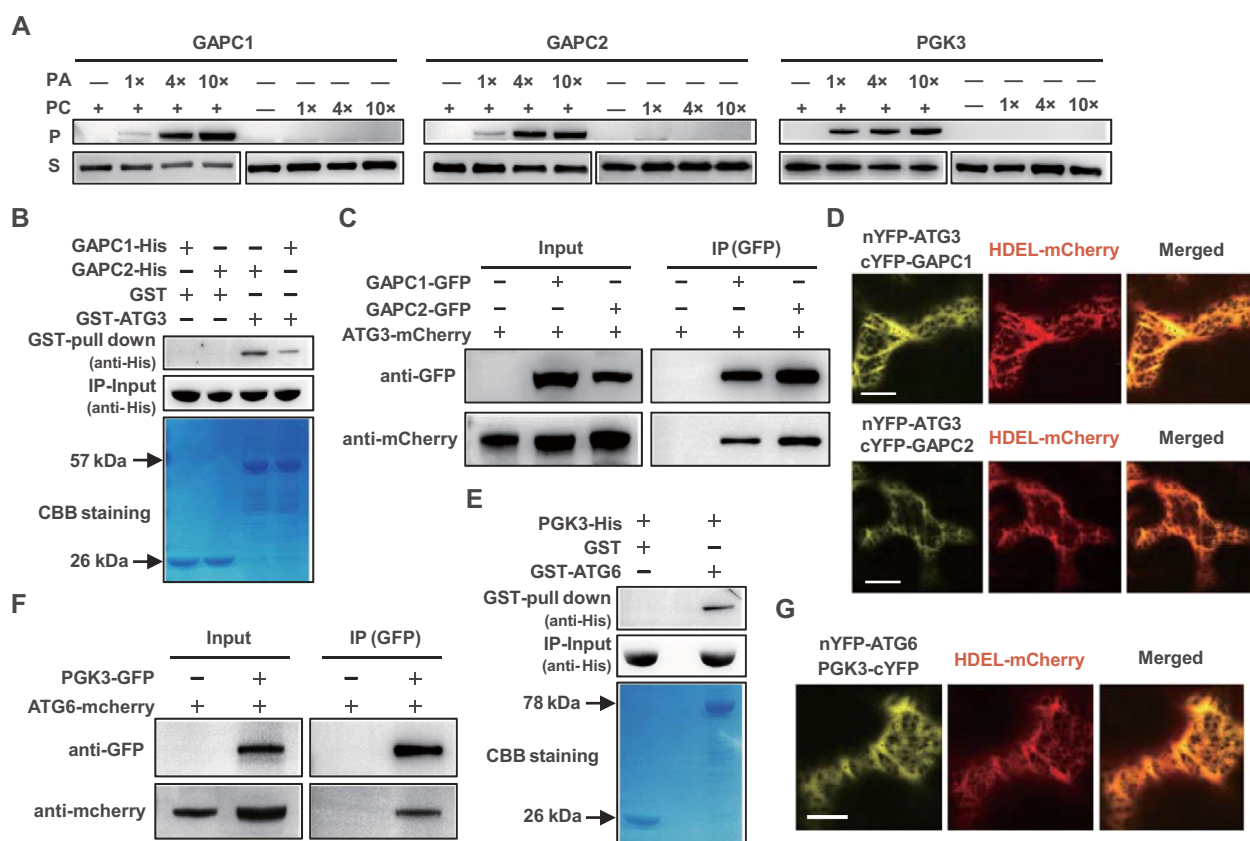 A
GAPC1 GAPC2 PGK3
PA — 1× 4× 10× — — — — — 1× 4× 10× — — — — — 1× 4× 10× — — — —
PC + + + + — 1× 4× 10× + + + + — 1× 4× 10× + + + + — 1× 4× 10×
P
S
B
GAPC1-His + − − +
GAPC2-His − + + −
GST + + − −
GST-ATG3 − − + +
GST-pull down
(anti-His)
IP-Input
(anti-His)
57 kDa
CBB staining
26 kDa
C
Input IP (GFP)
GAPC1-GFP − + − − + −
GAPC2-GFP − − + − − +
ATG3-mCherry + + + + + +
anti-GFP
anti-mCherry
D
nYFP-ATG3
cYFP-GAPC1
HDEL-mCherry
Merged
nYFP-ATG3
cYFP-GAPC2
HDEL-mCherry
Merged
E
PGK3-His + +
GST + −
GST-ATG6 − +
GST-pull down
(anti-His)
IP-Input
(anti-His)
78 kDa
CBB staining
26 kDa
F
Input IP (GFP)
PGK3-GFP − + − +
ATG6-mcherry + + + +
anti-GFP
anti-mcherry
G
nYFP-ATG6
PGK3-cYFP
HDEL-mCherry
Merged